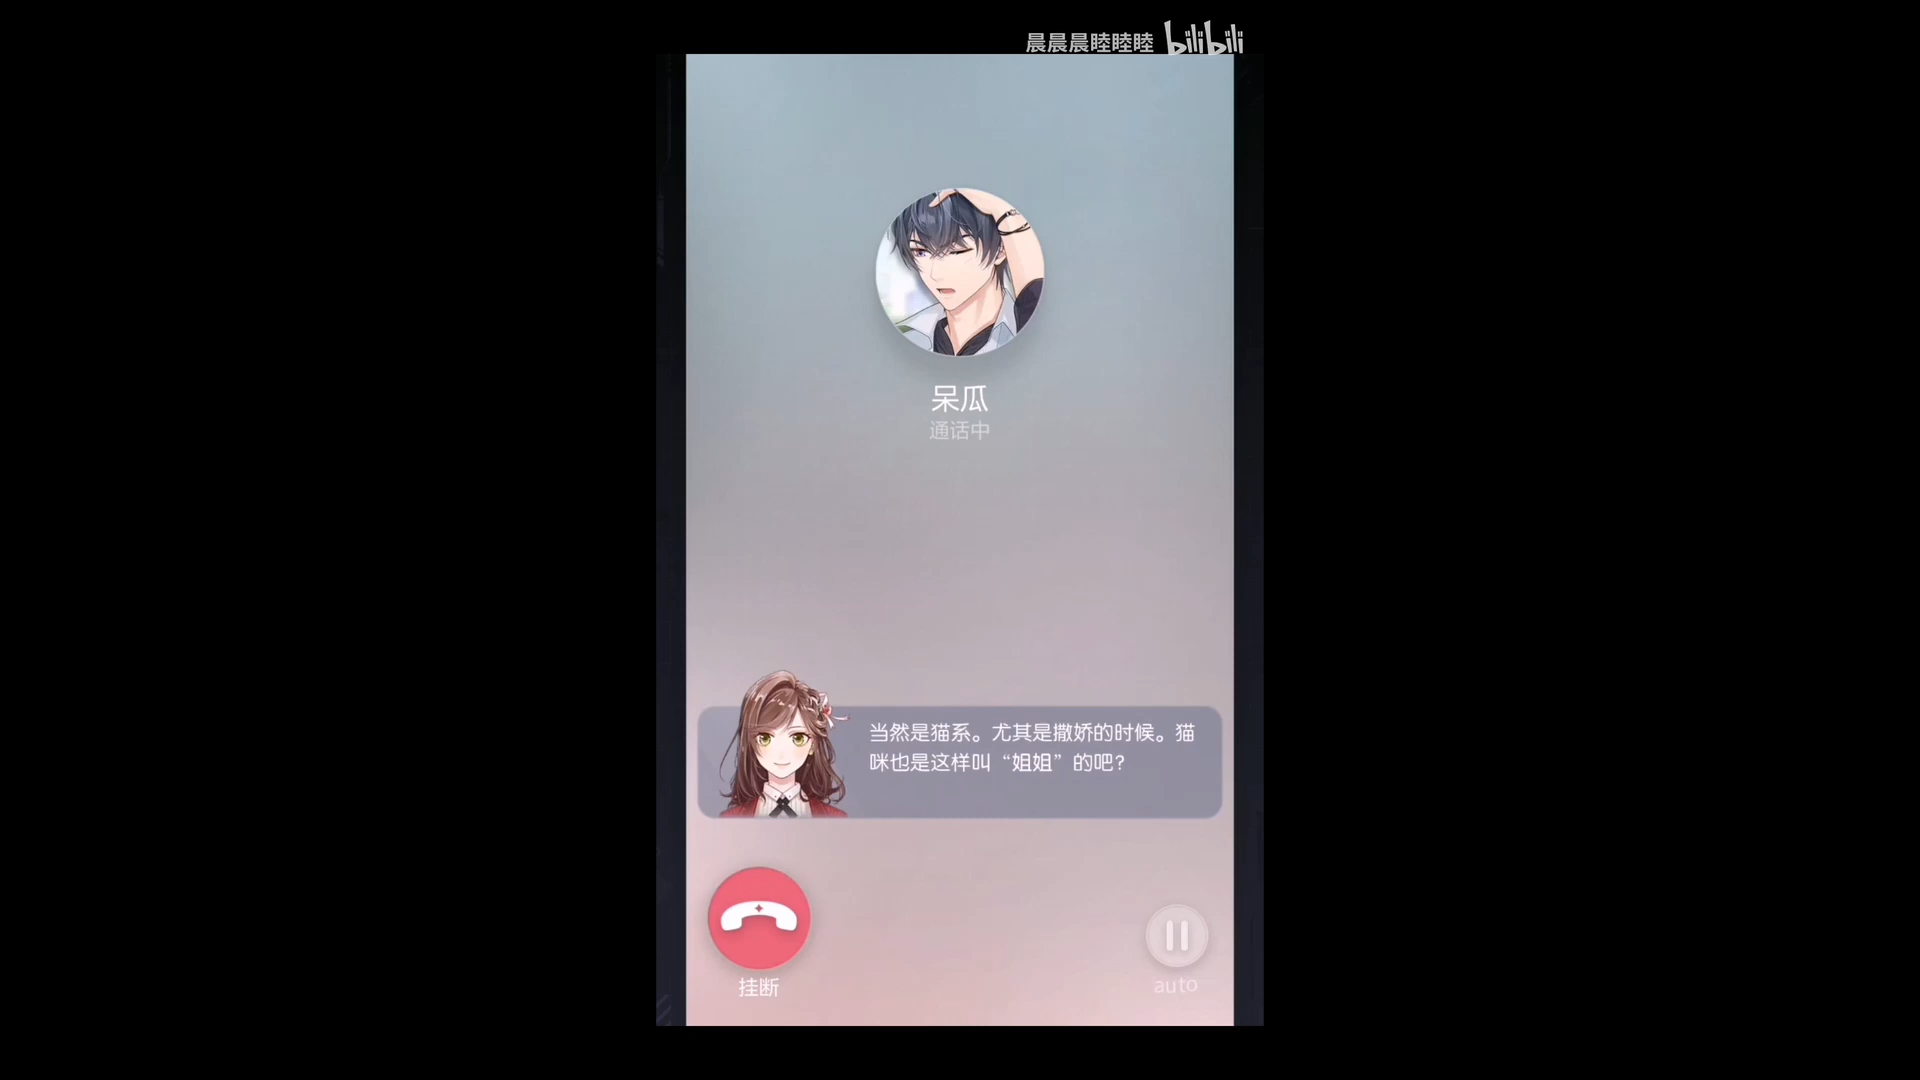 晨晨晨睦睦睦 bilibili
呆瓜
通话中
当然是猫系。尤其是撒娇的时候。猫
咪也是这样叫“姐姐”的吧？
挂断
auto